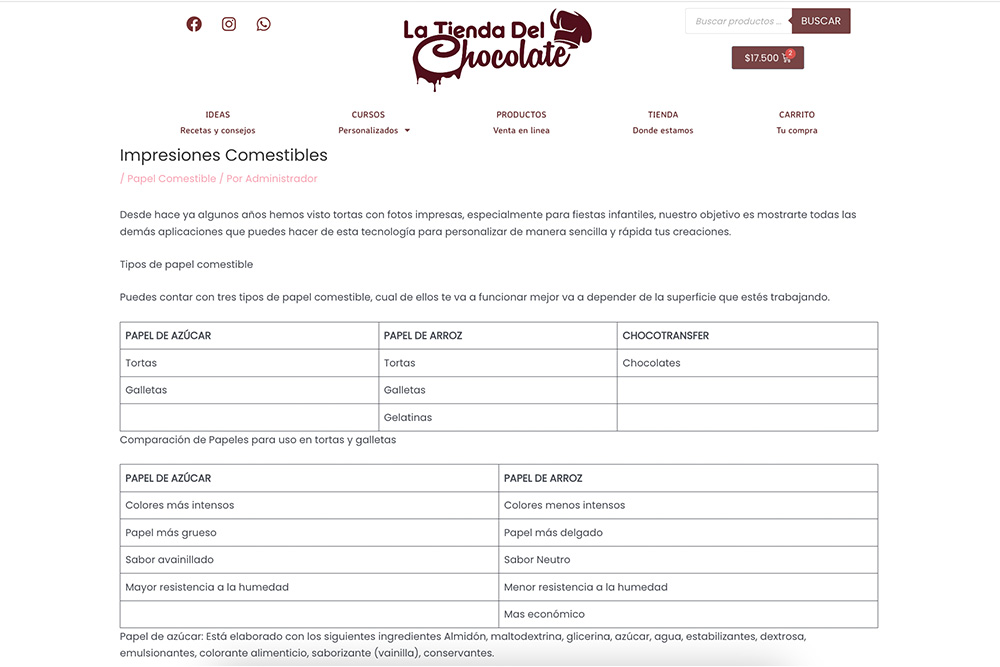 La Tienda Del
Chocolate
Buscar productos ...
BUSCAR
$17.500 2
IDEAS
Recetas y consejos
CURSOS
Personalizados
PRODUCTOS
Venta en linea
TIENDA
Donde estamos
CARRITO
Tu compra
Impresiones Comestibles
/ Papel Comestible / Por Administrador
Desde hace ya algunos años hemos visto tortas con fotos impresas, especialmente para fiestas infantiles, nuestro objetivo es mostrarte todas las
demás aplicaciones que puedes hacer de esta tecnología para personalizar de manera sencilla y rápida tus creaciones.
Tipos de papel comestible
Puedes contar con tres tipos de papel comestible, cual de ellos te va a funcionar mejor va a depender de la superficie que estés trabajando.
PAPEL DE AZÚCAR PAPEL DE ARROZ CHOCOTRANSFER
Tortas Tortas Chocolates
Galletas Galletas
Gelatinas
Comparación de Papeles para uso en tortas y galletas
PAPEL DE AZÚCAR PAPEL DE ARROZ
Colores más intensos Colores menos intensos
Papel más grueso Papel más delgado
Sabor avainillado Sabor Neutro
Mayor resistencia a la humedad Menor resistencia a la humedad
Mas económico
Papel de azúcar: Está elaborado con los siguientes ingredientes Almidón, maltodextrina, glicerina, azúcar, agua, estabilizantes, dextrosa,
emulsionantes, colorante alimenticio, saborizante (vainilla), conservantes.